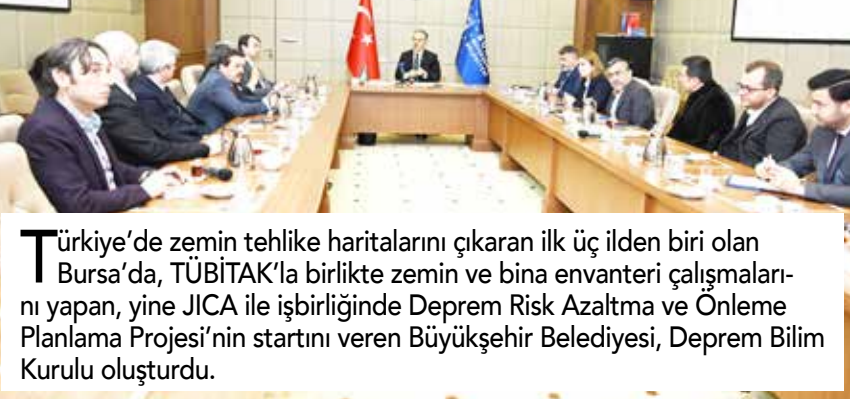 Türkiye’de zemin tehlike haritalarını çıkaran ilk üç ilden biri olan
Bursa’da, TÜBİTAK’la birlikte zemin ve bina envanteri çalışmaları-
nı yapan, yine JICA ile işbirliğinde Deprem Risk Azaltma ve Önleme
Planlama Projesi’nin startını veren Büyükşehir Belediyesi, Deprem Bilim
Kurulu oluşturdu.